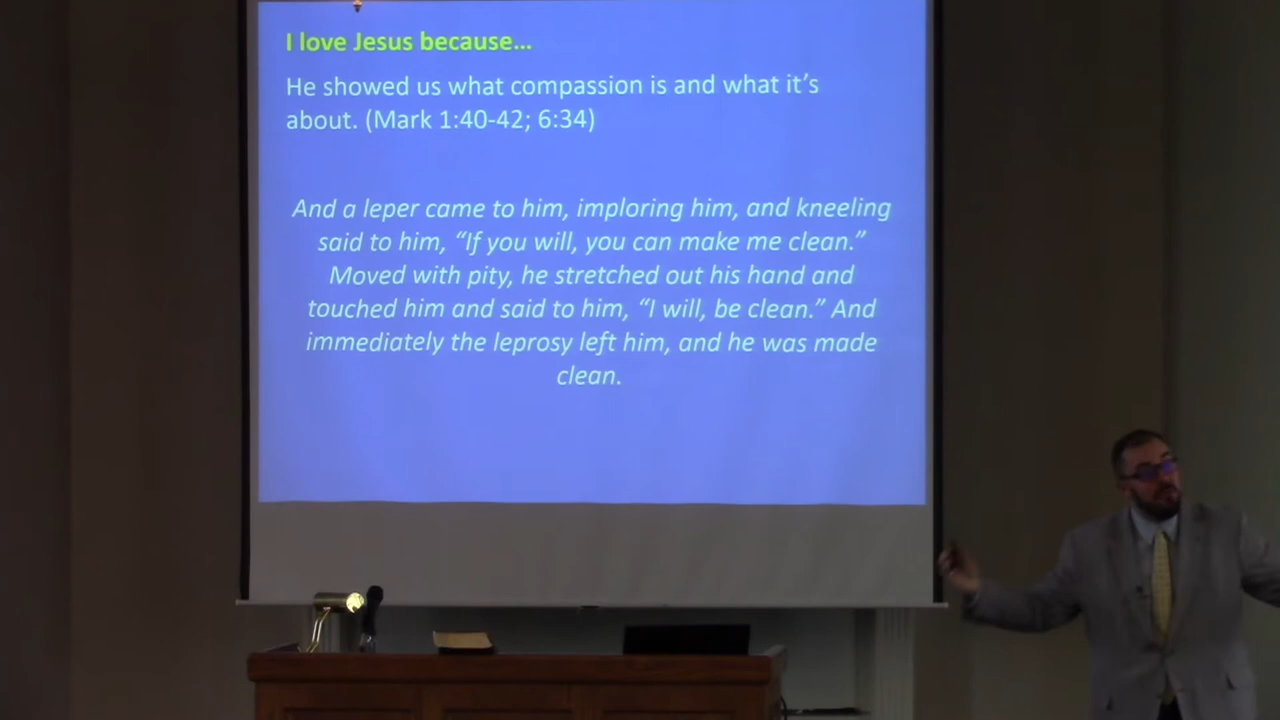 I love Jesus because…
He showed us what compassion is and what it’s
about. (Mark 1:40-42; 6:34)
And a leper came to him, imploring him, and kneeling
said to him, “If you will, you can make me clean.”
Moved with pity, he stretched out his hand and
touched him and said to him, “I will, be clean.” And
immediately the leprosy left him, and he was made
clean.